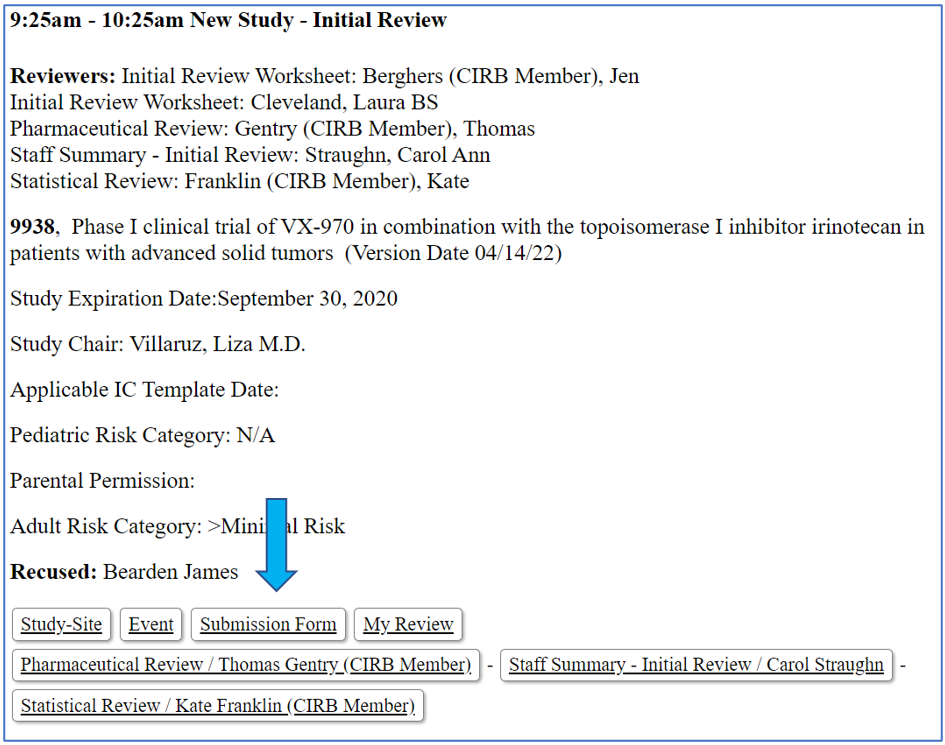 9:25am - 10:25am New Study - Initial Review
Reviewers: Initial Review Worksheet: Berghers (CIRB Member), Jen
Initial Review Worksheet: Cleveland, Laura BS
Pharmaceutical Review: Gentry (CIRB Member), Thomas
Staff Summary - Initial Review: Straughn, Carol Ann
Statistical Review: Franklin (CIRB Member), Kate
9938, Phase I clinical trial of VX-970 in combination with the topoisomerase I inhibitor irinotecan in
patients with advanced solid tumors (Version Date 04/14/22)
Study Expiration Date:September 30, 2020
Study Chair: Villaruz, Liza M.D.
Applicable IC Template Date:
Pediatric Risk Category: N/A
Parental Permission:
Adult Risk Category: >Minimal Risk
Recused: Bearden James
Study-Site Event Submission Form My Review
Pharmaceutical Review / Thomas Gentry (CIRB Member) - Staff Summary - Initial Review / Carol Straughn -
Statistical Review / Kate Franklin (CIRB Member)